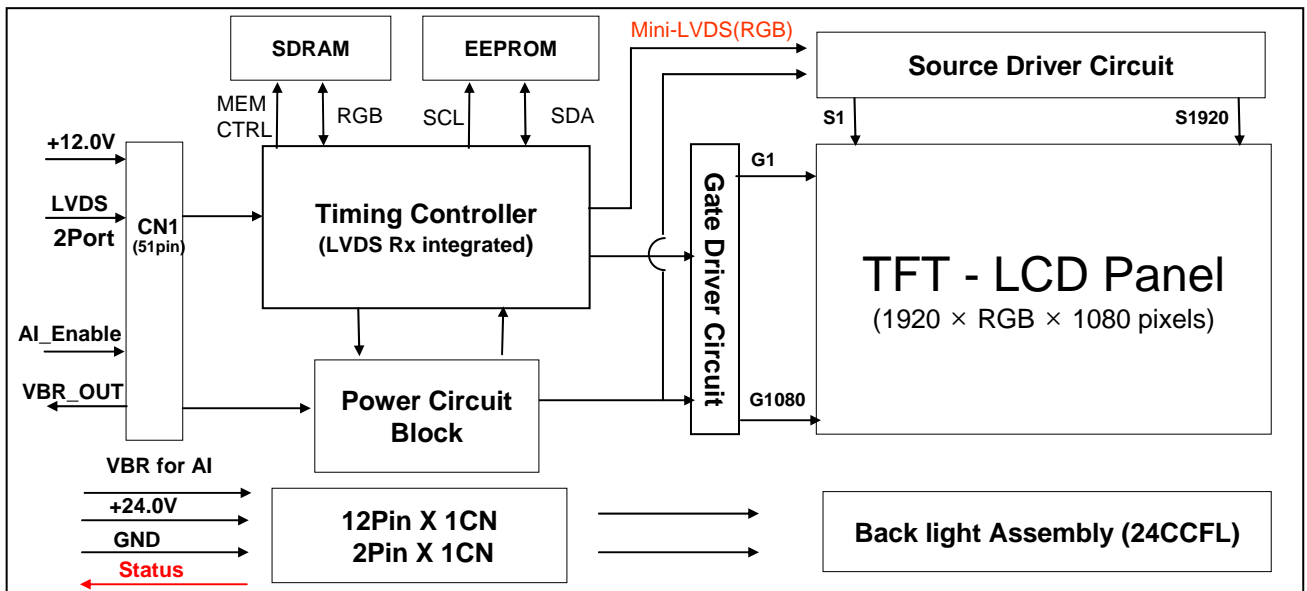 SDRAM
EEPROM
Mini-LVDS(RGB)
Source Driver Circuit
MEM
CTRL
RGB
SCL
SDA
S1
S1920
+12.0V
LVDS
2Port
CN1
(51pin)
AI_Enable
VBR_OUT
Timing Controller
(LVDS Rx integrated)
Power Circuit
Block
Gate Driver Circuit
G1
G1080
TFT - LCD Panel
(1920 × RGB × 1080 pixels)
VBR for AI
+24.0V
GND
Status
12Pin X 1CN
2Pin X 1CN
Back light Assembly (24CCFL)